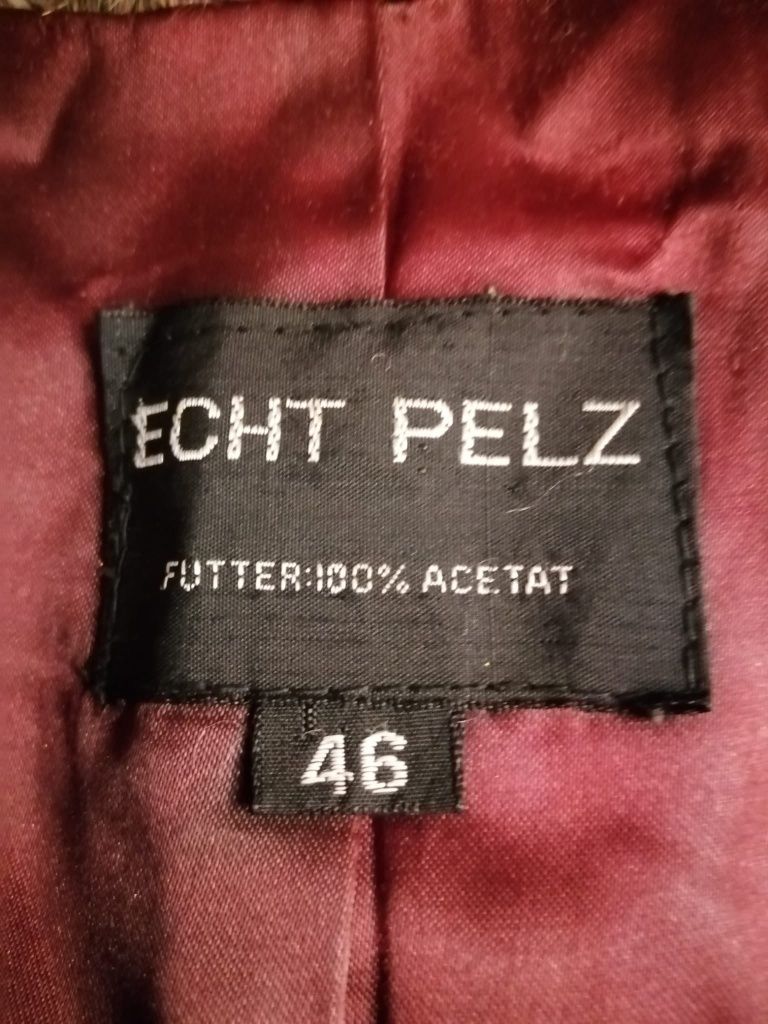 ECHT PELZ
FUTTER:100% ACETAT
46